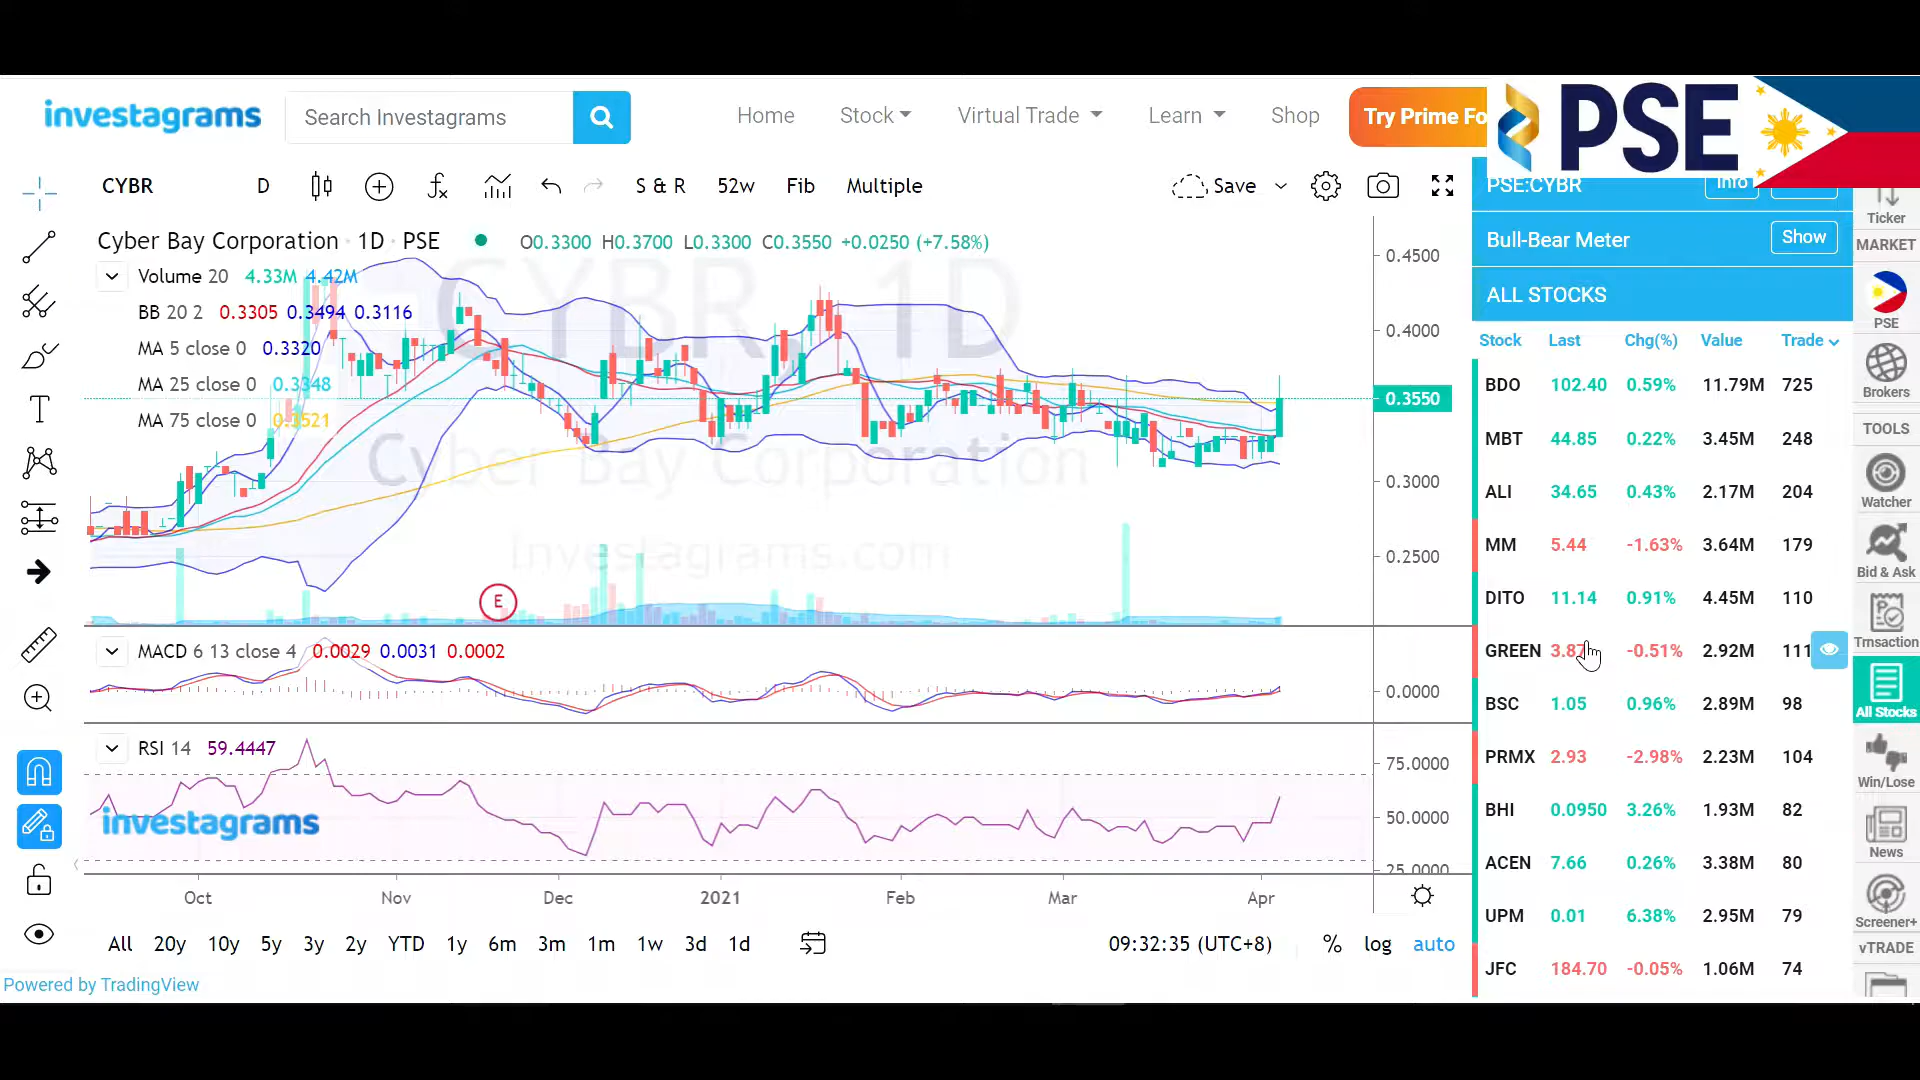 investagrams
Search Investagrams
Home
Stock
Virtual Trade
Learn
Shop
Try Prime Fo
PSE
CYBR
D
S & R
52w
Fib
Multiple
Save
PSE:CYBR
Info
Cyber Bay Corporation · 1D · PSE
O0.3300 H0.3700 L0.3300 C0.3550 +0.0250 (+7.58%)
Volume 20 4.33M 4.42M
BB 20 2 0.3305 0.3494 0.3116
MA 5 close 0 0.3320
MA 25 close 0 0.3348
MA 75 close 0 0.3521
CYBR, 1D
Cyber Bay Corporation
Investagrams.com
E
0.4500
0.4000
0.3550
0.3000
0.2500
MACD 6 13 close 4 0.0029 0.0031 0.0002
0.0000
RSI 14 59.4447
75.0000
50.0000
25.0000
investagrams
Oct
Nov
Dec
2021
Feb
Mar
Apr
All 20y 10y 5y 3y 2y YTD 1y 6m 3m 1m 1w 3d 1d
09:32:35 (UTC+8)
% log auto
Powered by TradingView
Bull-Bear Meter
Show
ALL STOCKS
Stock Last Chg(%) Value Trade
BDO 102.40 0.59% 11.79M 725
MBT 44.85 0.22% 3.45M 248
ALI 34.65 0.43% 2.17M 204
MM 5.44 -1.63% 3.64M 179
DITO 11.14 0.91% 4.45M 110
GREEN 3.87 -0.51% 2.92M 111
BSC 1.05 0.96% 2.89M 98
PRMX 2.93 -2.98% 2.23M 104
BHI 0.0950 3.26% 1.93M 82
ACEN 7.66 0.26% 3.38M 80
UPM 0.01 6.38% 2.95M 79
JFC 184.70 -0.05% 1.06M 74
Ticker
MARKET
PSE
Brokers
TOOLS
Watcher
Bid & Ask
Trnsaction
All Stocks
Win/Lose
News
Screener+
vTRADE